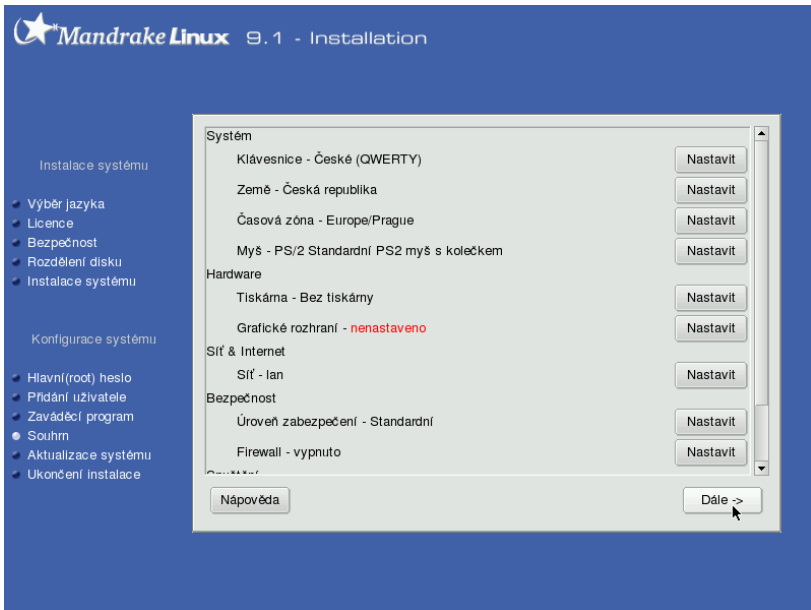 Mandrake Linux 9.1 - Installation
Instalace systému
Výběr jazyka
Licence
Bezpečnost
Rozdělení disku
Instalace systému
Konfigurace systému
Hlavní(root) heslo
Přidání uživatele
Zaváděcí program
Souhrn
Aktualizace systému
Ukončení instalace
Systém
Klávesnice - České (QWERTY) Nastavit
Země - Česká republika Nastavit
Časová zóna - Europe/Prague Nastavit
Myš - PS/2 Standardní PS2 myš s kolečkem Nastavit
Hardware
Tiskárna - Bez tiskárny Nastavit
Grafické rozhraní - nenastaveno Nastavit
Síť & Internet
Síť - lan Nastavit
Bezpečnost
Úroveň zabezpečení - Standardní Nastavit
Firewall - vypnuto Nastavit
Nápověda Dále ->